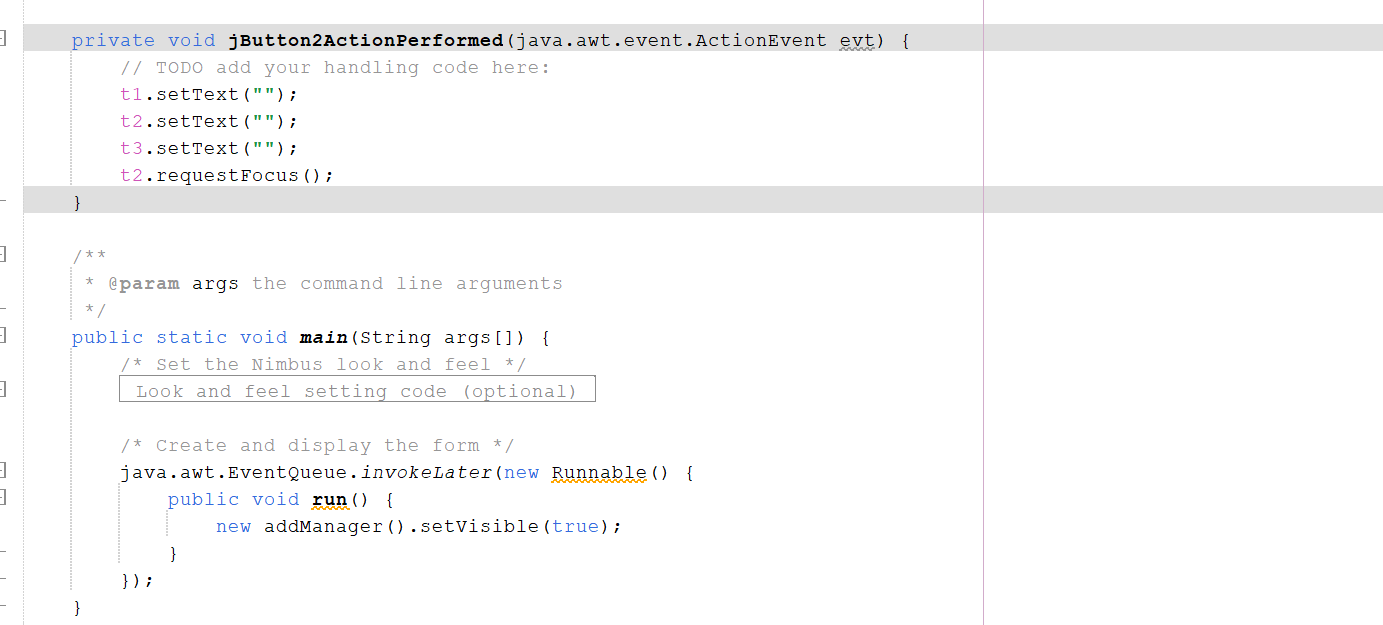 private void jButton2ActionPerformed(java.awt.event.ActionEvent evt) {
// TODO add your handling code here:
t1.setText("");
t2.setText("");
t3.setText("");
t2.requestFocus();
}
/**
* @param args the command line arguments
*/
public static void main(String args[]) {
/* Set the Nimbus look and feel */
Look and feel setting code (optional)
/* Create and display the form */
java.awt.EventQueue.invokeLater(new Runnable() {
public void run() {
new addManager().setVisible(true);
}
});
}